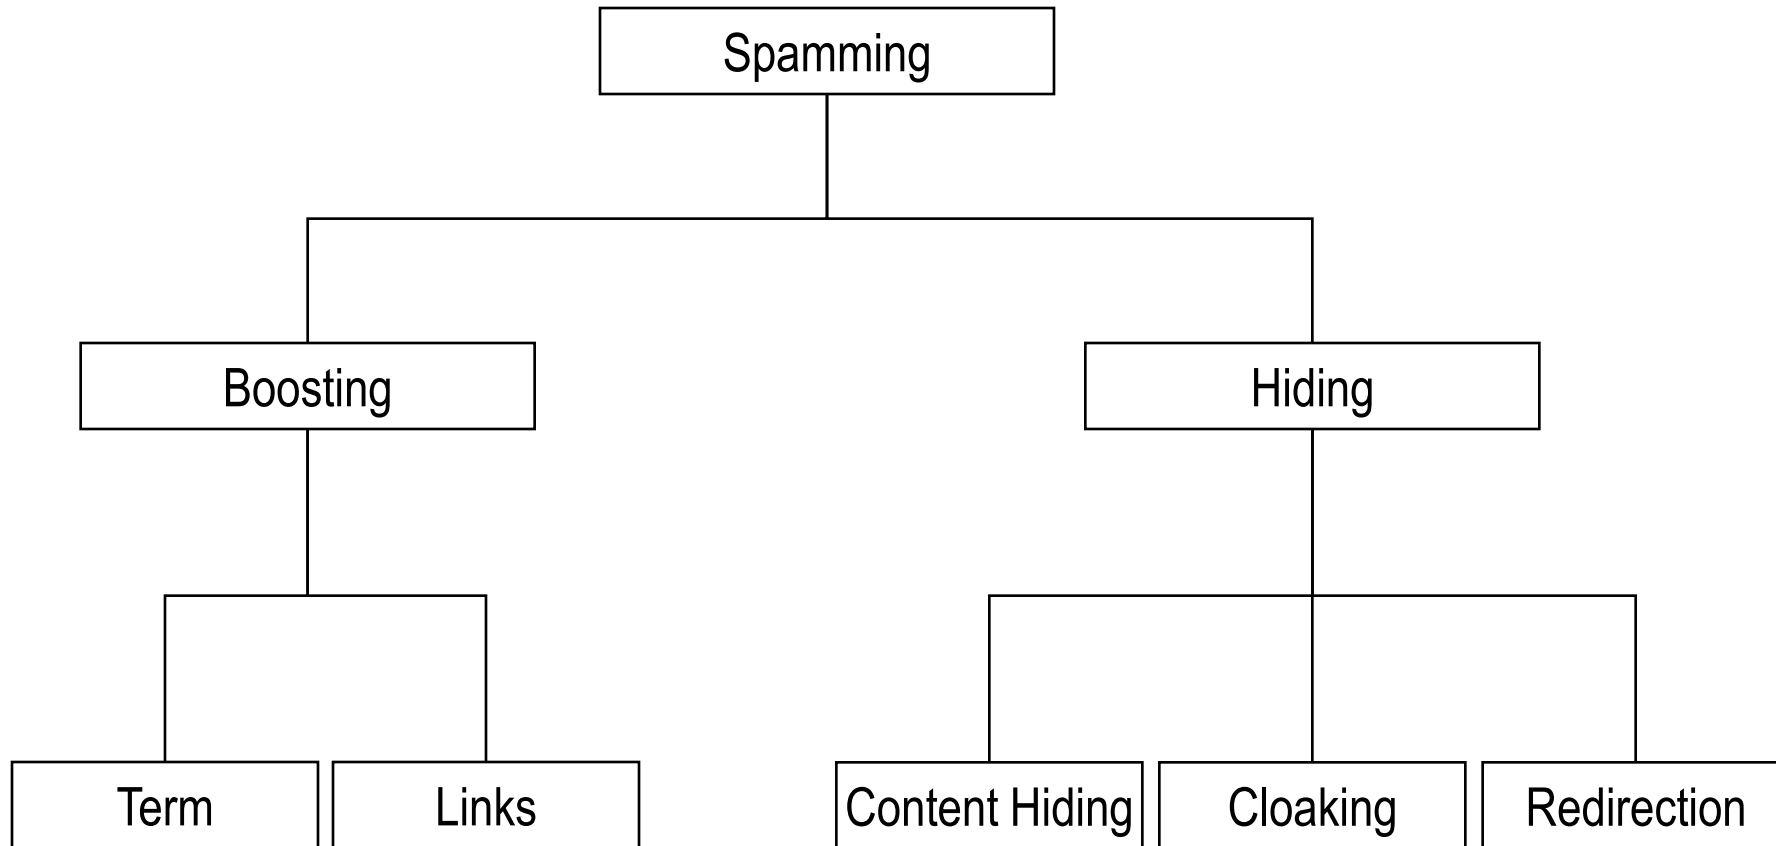 Spamming
Boosting
Hiding
Term
Links
Content Hiding
Cloaking
Redirection